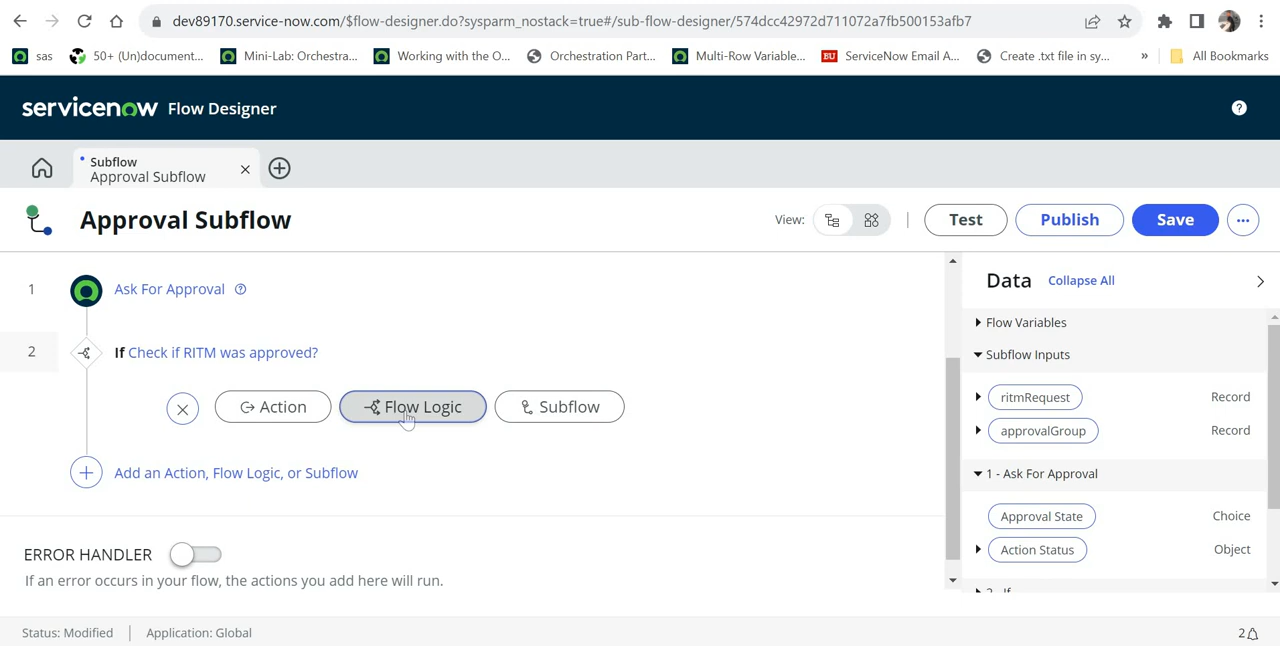 dev89170.service-now.com/$flow-designer.do?sysparm_nostack=true#/sub-flow-designer/574dcc42972d711072a7fb500153afb7
sas 50+ (Un)document... Mini-Lab: Orchestra... Working with the O... Orchestration Part... Multi-Row Variable... BU ServiceNow Email A... Create .txt file in sy... » All Bookmarks
servicenow Flow Designer
Subflow
Approval Subflow
Approval Subflow View: Test Publish Save
1 Ask For Approval
2 If Check if RITM was approved?
Action Flow Logic Subflow
Add an Action, Flow Logic, or Subflow
ERROR HANDLER
If an error occurs in your flow, the actions you add here will run.
Data Collapse All
Flow Variables
Subflow Inputs
ritmRequest Record
approvalGroup Record
1 - Ask For Approval
Approval State Choice
Action Status Object
2 - If
Status: Modified Application: Global 2